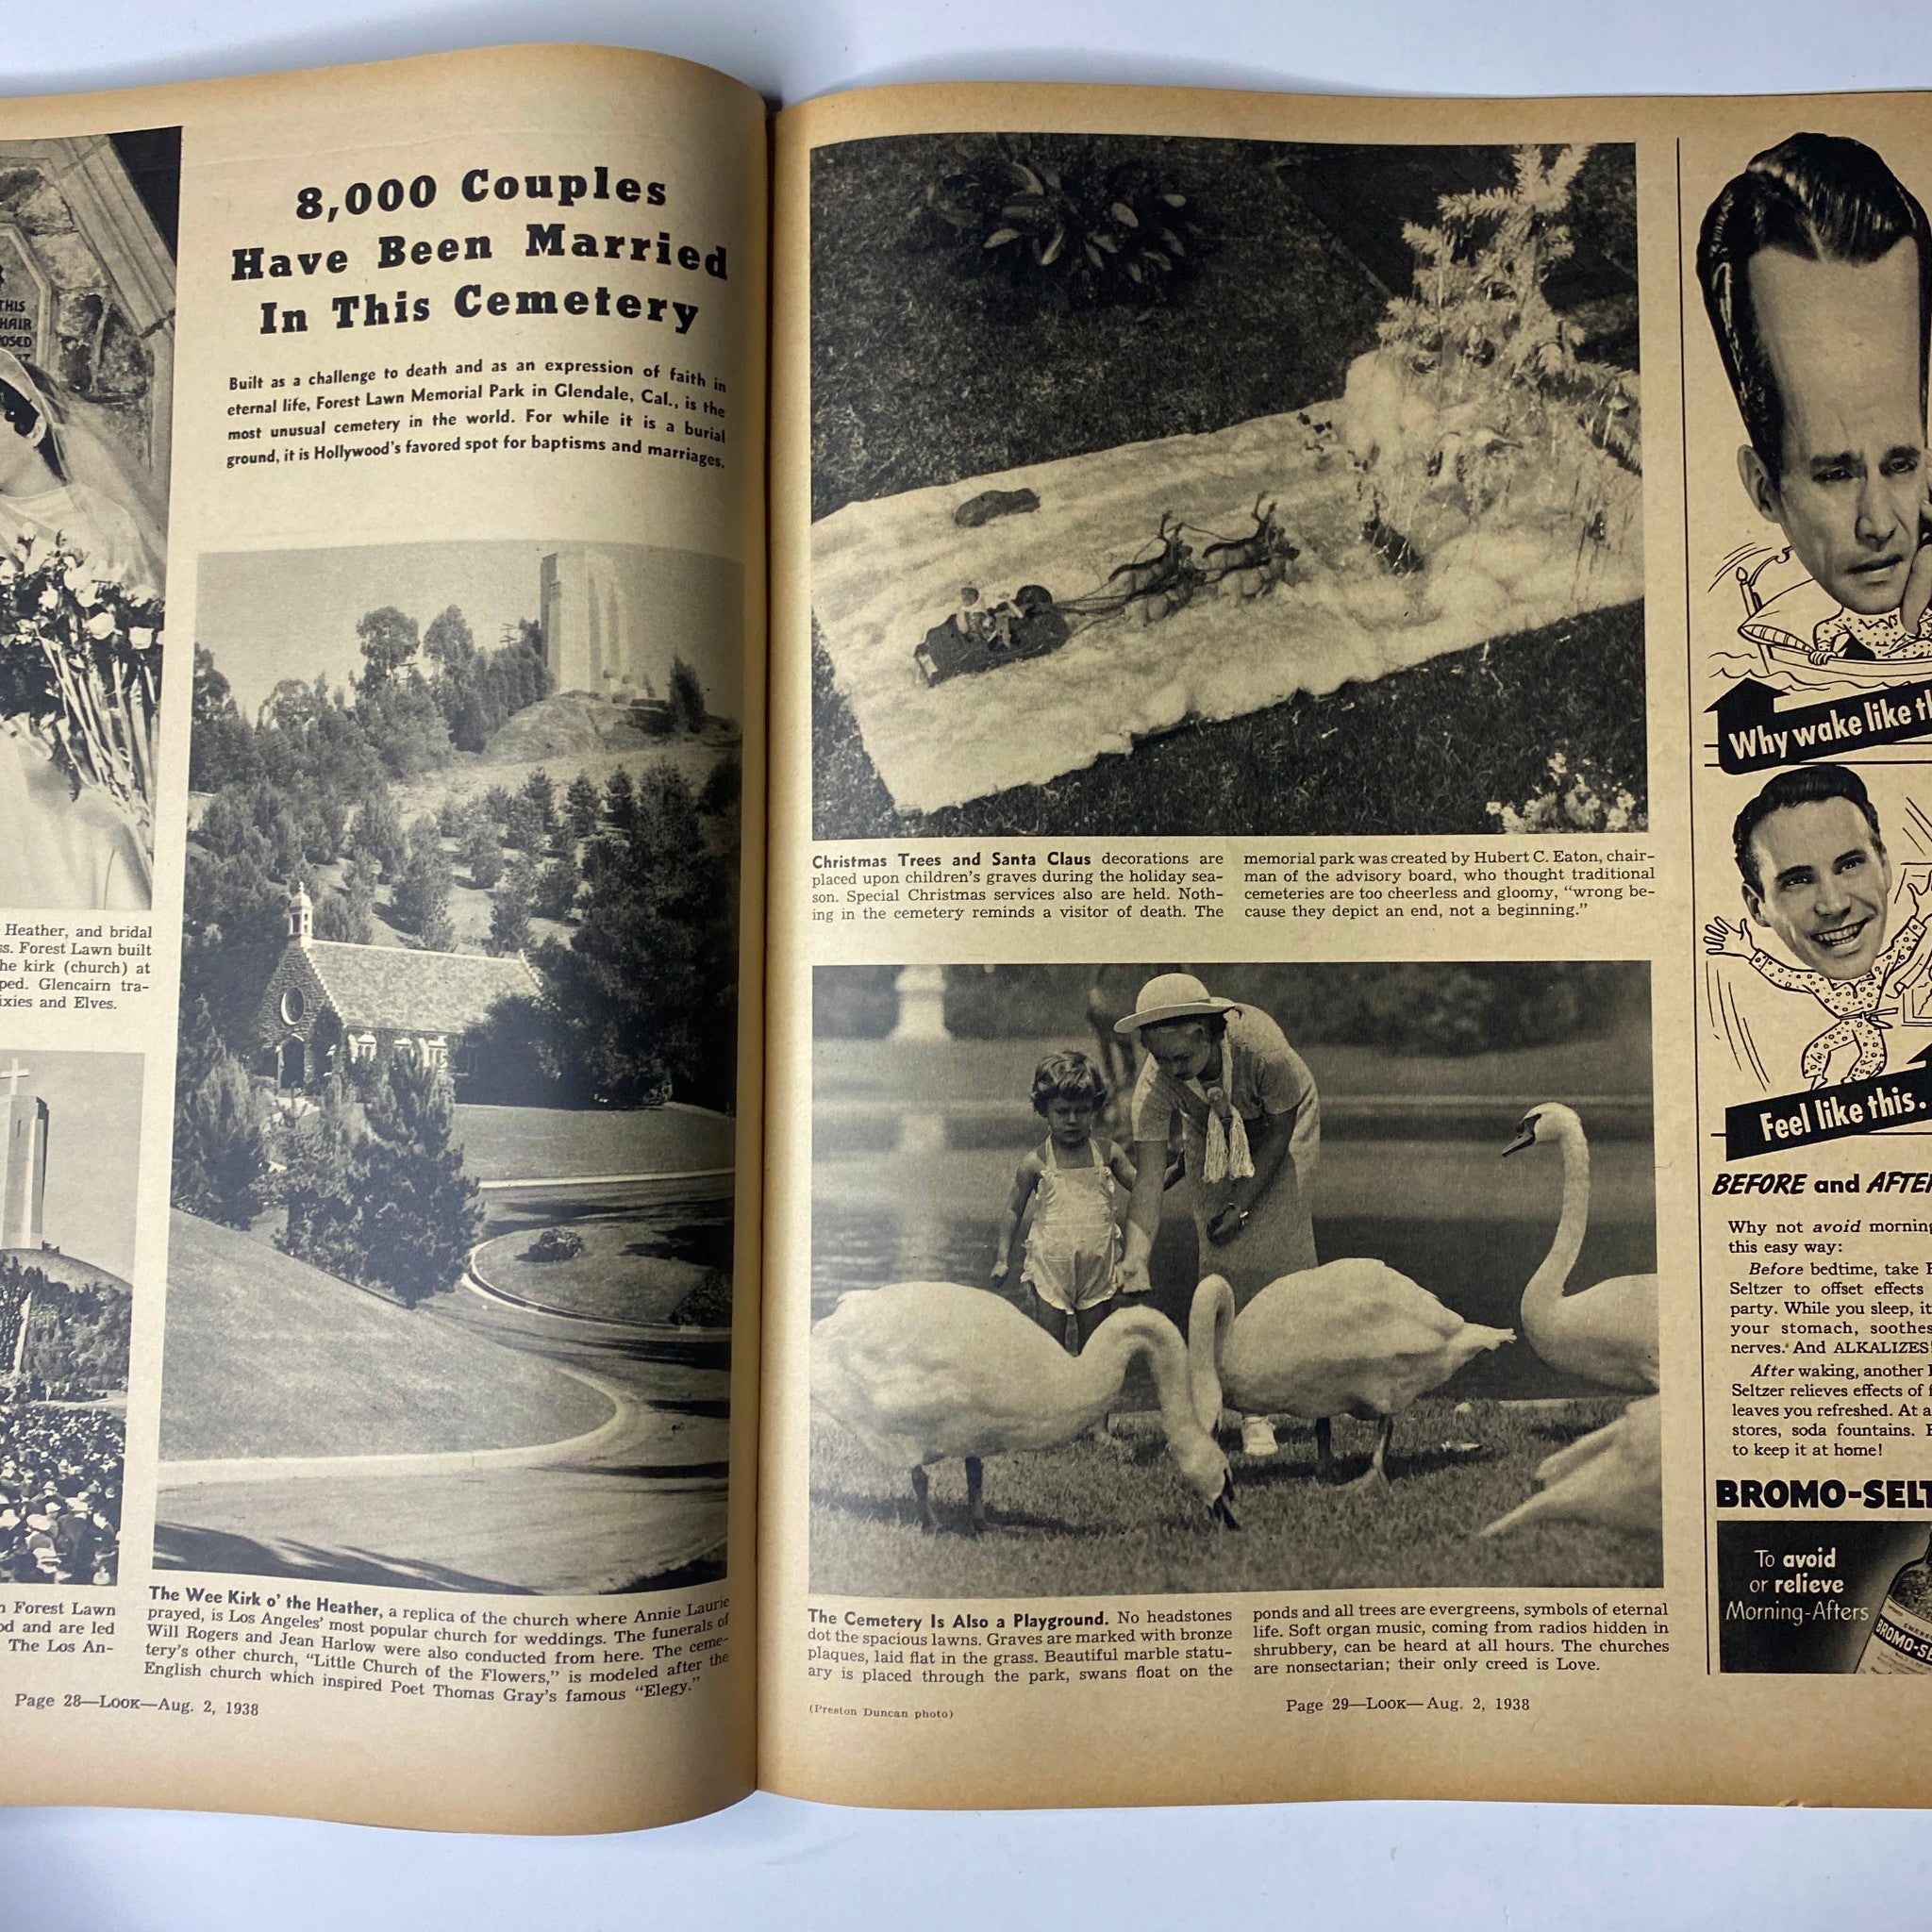 THIS
HAIR
OSED
Heather, and bridal
ss. Forest Lawn built
he kirk (church) at
ped. Glencairn tra-
ixies and Elves.
Forest Lawn
od and are led
The Los An-
8,000 Couples
Have Been Married
In This Cemetery
Built as a challenge to death and as an expression of faith in
eternal life, Forest Lawn Memorial Park in Glendale, Cal., is the
most unusual cemetery in the world. For while it is a burial
ground, it is Hollywood's favored spot for baptisms and marriages.
The Wee Kirk o' the Heather, a replica of the church where Annie Laurie
prayed, is Los Angeles' most popular church for weddings. The funerals of
Will Rogers and Jean Harlow were also conducted from here. The ceme-
tery's other church, "Little Church of the Flowers," is modeled after the
English church which inspired Poet Thomas Gray's famous "Elegy."
Page 28—LOOK—Aug. 2, 1938
Christmas Trees and Santa Claus decorations are
placed upon children's graves during the holiday sea-
son. Special Christmas services also are held. Noth-
ing in the cemetery reminds a visitor of death. The
memorial park was created by Hubert C. Eaton, chair-
man of the advisory board, who thought traditional
cemeteries are too cheerless and gloomy, "wrong be-
cause they depict an end, not a beginning."
The Cemetery Is Also a Playground. No headstones
dot the spacious lawns. Graves are marked with bronze
plaques, laid flat in the grass. Beautiful marble statu-
ary is placed through the park, swans float on the
ponds and all trees are evergreens, symbols of eternal
life. Soft organ music, coming from radios hidden in
shrubbery, can be heard at all hours. The churches
are nonsectarian; their only creed is Love.
(Preston Duncan photo)
Page 29—LOOK—Aug. 2, 1938
Why wake like th
Feel like this.
BEFORE and AFTE
Why not avoid morning
this easy way:
Before bedtime, take B
Seltzer to offset effects
party. While you sleep, it
your stomach, soothes
nerves. And ALKALIZES
After waking, another
Seltzer relieves effects of f
leaves you refreshed. At a
stores, soda fountains.
to keep it at home!
BROMO-SELT
To avoid
or relieve
Morning-Afters
BROMO-SE